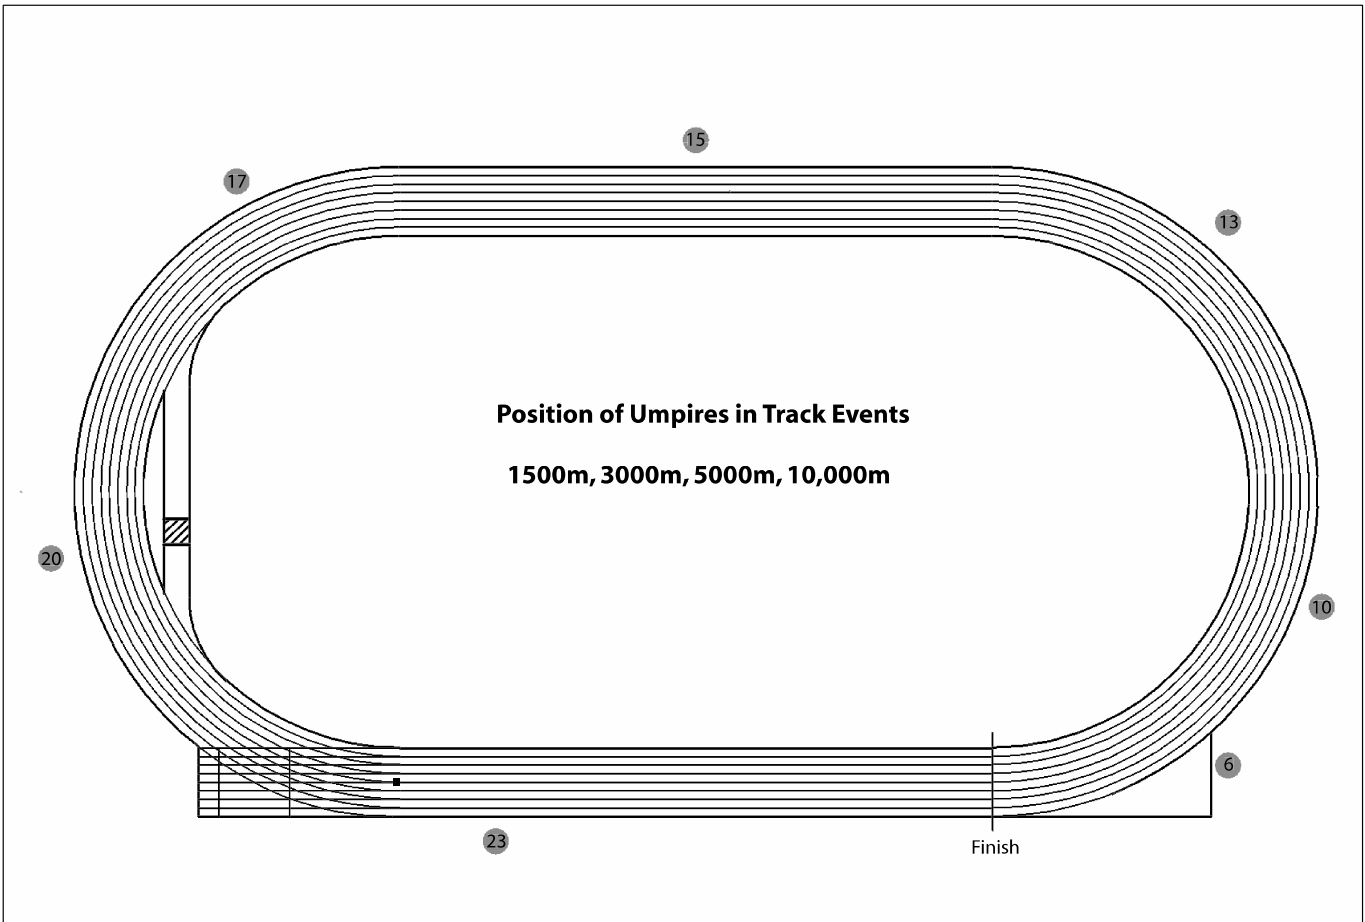 15
17
13
Position of Umpires in Track Events
1500m, 3000m, 5000m, 10,000m
20
10
6
23
Finish